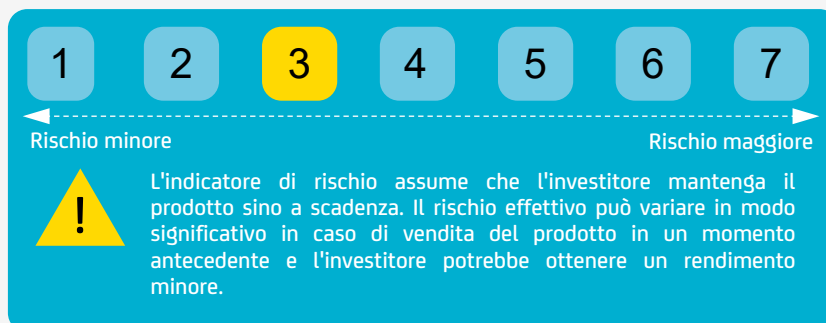 1 2 3 4 5 6 7
Rischio minore Rischio maggiore
! L'indicatore di rischio assume che l'investitore mantenga il
prodotto sino a scadenza. Il rischio effettivo può variare in modo
significativo in caso di vendita del prodotto in un momento
antecedente e l'investitore potrebbe ottenere un rendimento
minore.